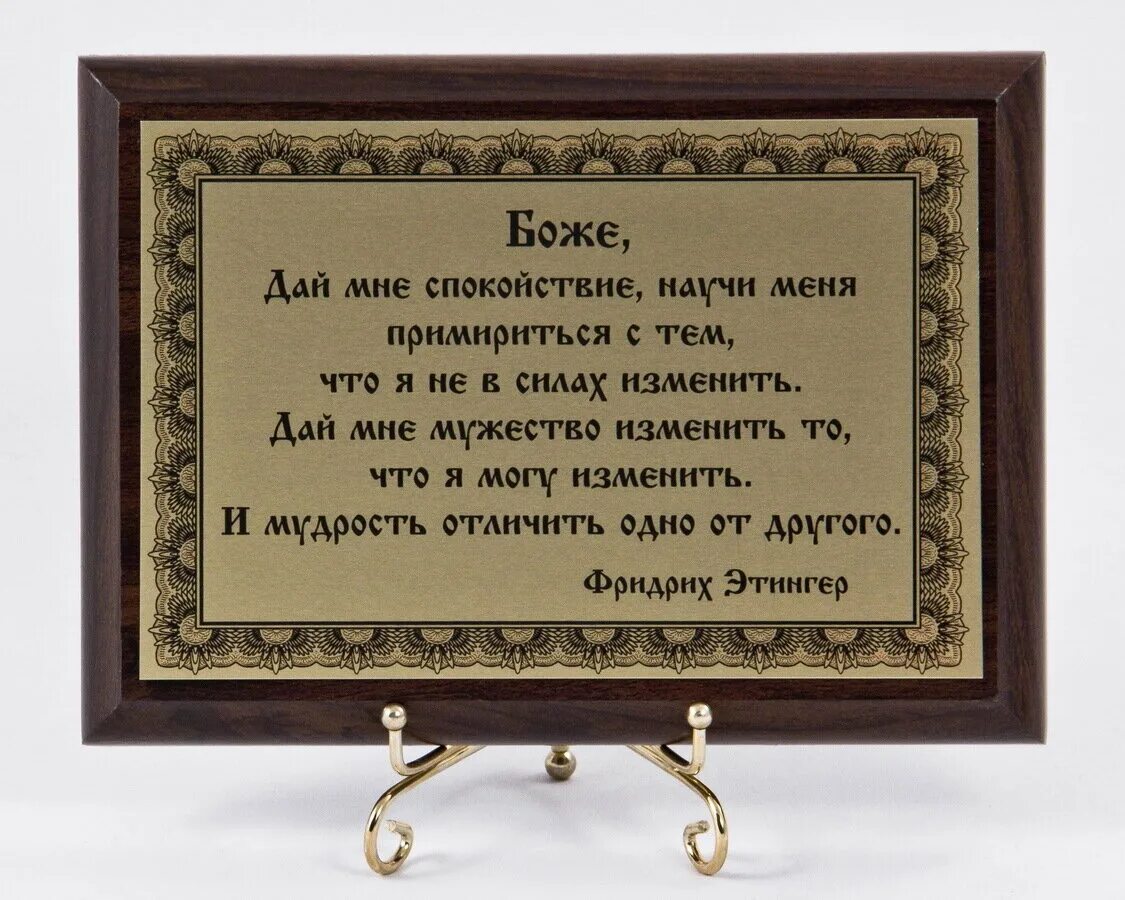 Боже,
Дай мне спокойствие, научи меня
примириться с тем,
что я не в силах изменить.
Дай мне мужество изменить то,
что я могу изменить.
И мудрость отличить одно от другого.
Фридрих Этингер